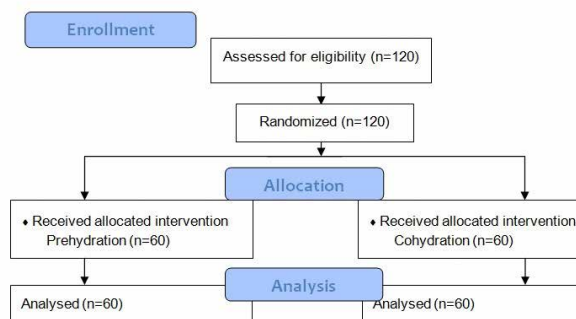 Enrollment
Assessed for eligibility (n=120)
Randomized (n=120)
Allocation
♦ Received allocated intervention
Prehydration (n=60)
♦ Received allocated intervention
Cohydration (n=60)
Analysis
Analysed (n=60)
Analysed (n=60)